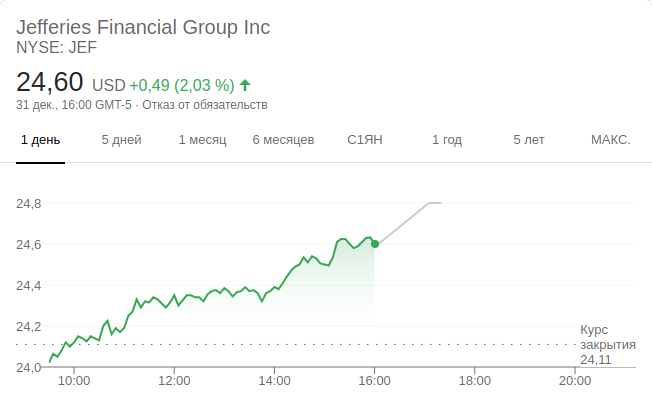 Jefferies Financial Group Inc
NYSE: JEF
24,60 USD +0,49 (2,03 %)
31 дек., 16:00 GMT-5 · Отказ от обязательств
1 день 5 дней 1 месяц 6 месяцев С1ЯН 1 год 5 лет МАКС.
24,8
24,6
24,4
24,2
24,0
Курс
закрытия
24,11
10:00 12:00 14:00 16:00 18:00 20:00